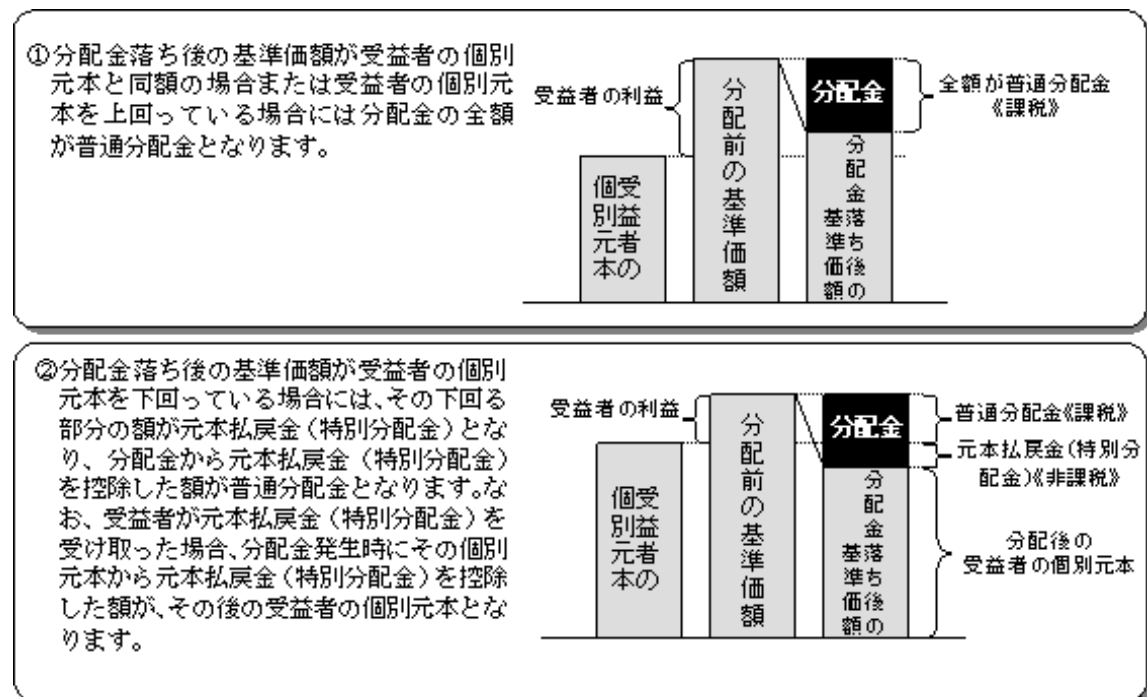 ①分配金落ち後の基準価額が受益者の個別
元本と同額の場合または受益者の個別元
本を上回っている場合には分配金の全額
が普通分配金となります。
受益者の利益
個別元本
受益者の
分配前の基準価額
分配金
基準価額
分配金落ち後の
全額が普通分配金
《課税》
②分配金落ち後の基準価額が受益者の個別
元本を下回っている場合には、その下回る
部分の額が元本払戻金(特別分配金)とな
り、分配金から元本払戻金(特別分配金)
を控除した額が普通分配金となります。な
お、受益者が元本払戻金(特別分配金)を
受け取った場合、分配金発生時にその個別
元本から元本払戻金(特別分配金)を控除
した額が、その後の受益者の個別元本とな
ります。
受益者の利益
受益者の
個別元本
分配前の基準価額
分配金
分配金落ち後の
基準価額
普通分配金《課税》
元本払戻金(特別分
配金)《非課税》
分配後の
受益者の個別元本